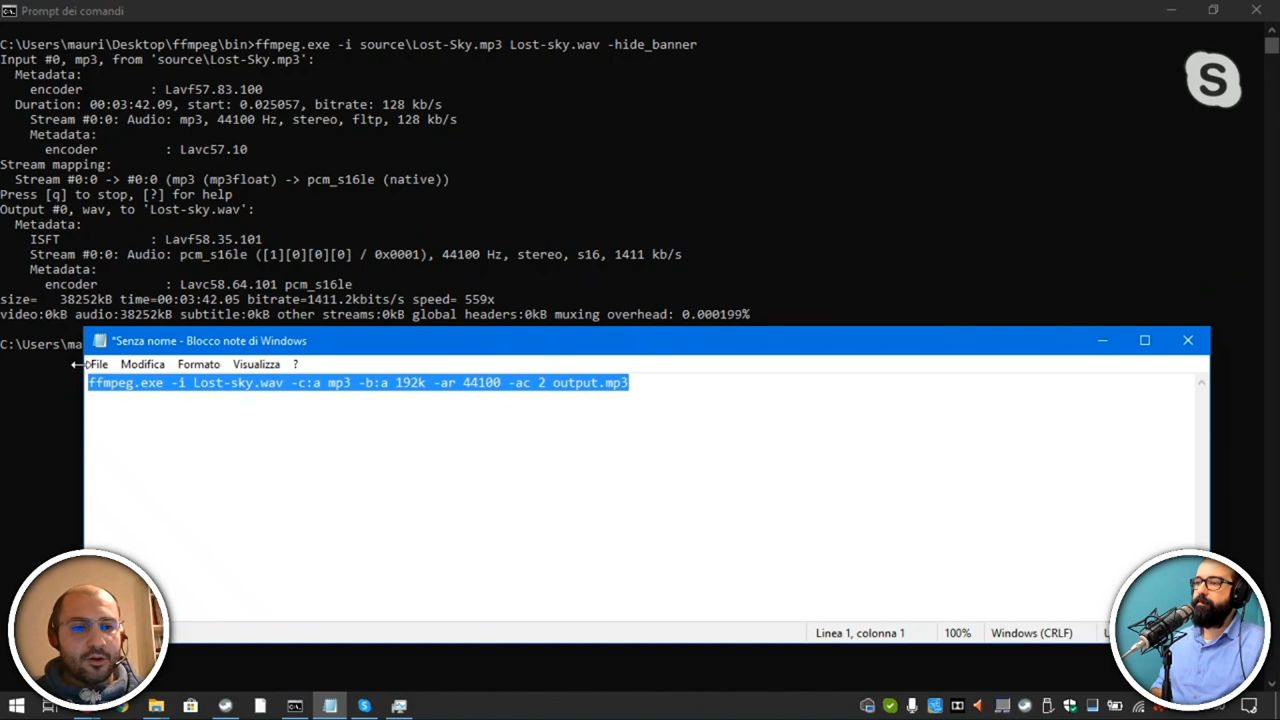 Prompt dei comandi
C:\Users\mauri\Desktop\ffmpeg\bin>ffmpeg.exe -i source\Lost-Sky.mp3 Lost-sky.wav -hide_banner
Input #0, mp3, from 'source\Lost-Sky.mp3':
Metadata:
encoder : Lavf57.83.100
Duration: 00:03:42.09, start: 0.025057, bitrate: 128 kb/s
Stream #0:0: Audio: mp3, 44100 Hz, stereo, fltp, 128 kb/s
Metadata:
encoder : Lavc57.10
Stream mapping:
Stream #0:0 -> #0:0 (mp3 (mp3float) -> pcm_s16le (native))
Press [q] to stop, [?] for help
Output #0, wav, to 'Lost-sky.wav':
Metadata:
ISFT : Lavf58.35.101
Stream #0:0: Audio: pcm_s16le ([1][0][0][0] / 0x0001), 44100 Hz, stereo, s16, 1411 kb/s
Metadata:
encoder : Lavc58.64.101 pcm_s16le
size= 38252kB time=00:03:42.05 bitrate=1411.2kbits/s speed= 559x
video:0kB audio:38252kB subtitle:0kB other streams:0kB global headers:0kB muxing overhead: 0.000199%
C:\Users\ma
*Senza nome - Blocco note di Windows
File Modifica Formato Visualizza ?
ffmpeg.exe -i Lost-sky.wav -c:a mp3 -b:a 192k -ar 44100 -ac 2 output.mp3
Linea 1, colonna 1 100% Windows (CRLF)